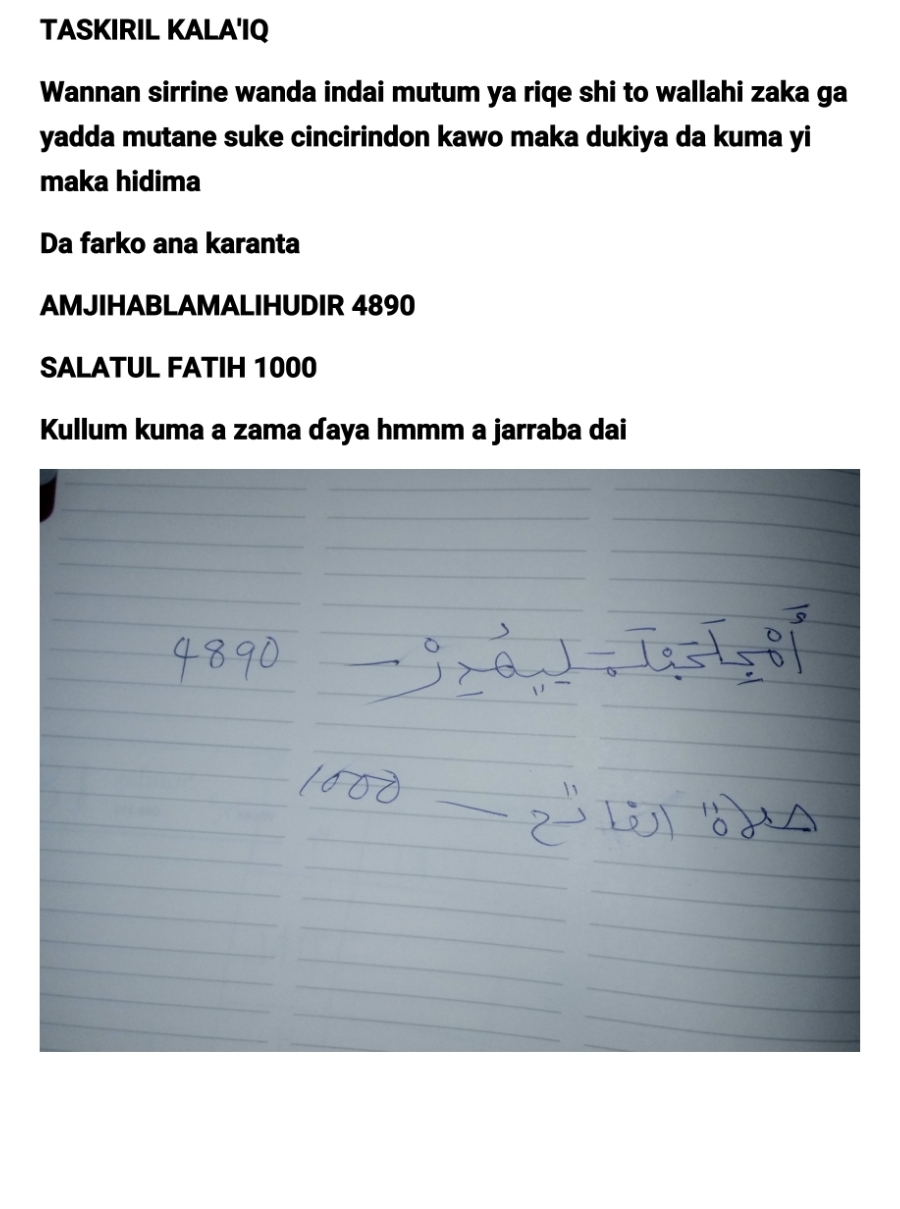 TASKIRIL KALA'IQ
Wannan sirrine wanda indai mutum ya riqe shi to wallahi zaka ga
yadda mutane suke cincirindon kawo maka dukiya da kuma yi
maka hidima
Da farko ana karanta
AMJIHABLAMALIHUDIR 4890
SALATUL FATIH 1000
Kullum kuma a zama ɗaya hmmm a jarraba dai
4890
صلاة الفاتح — 1000